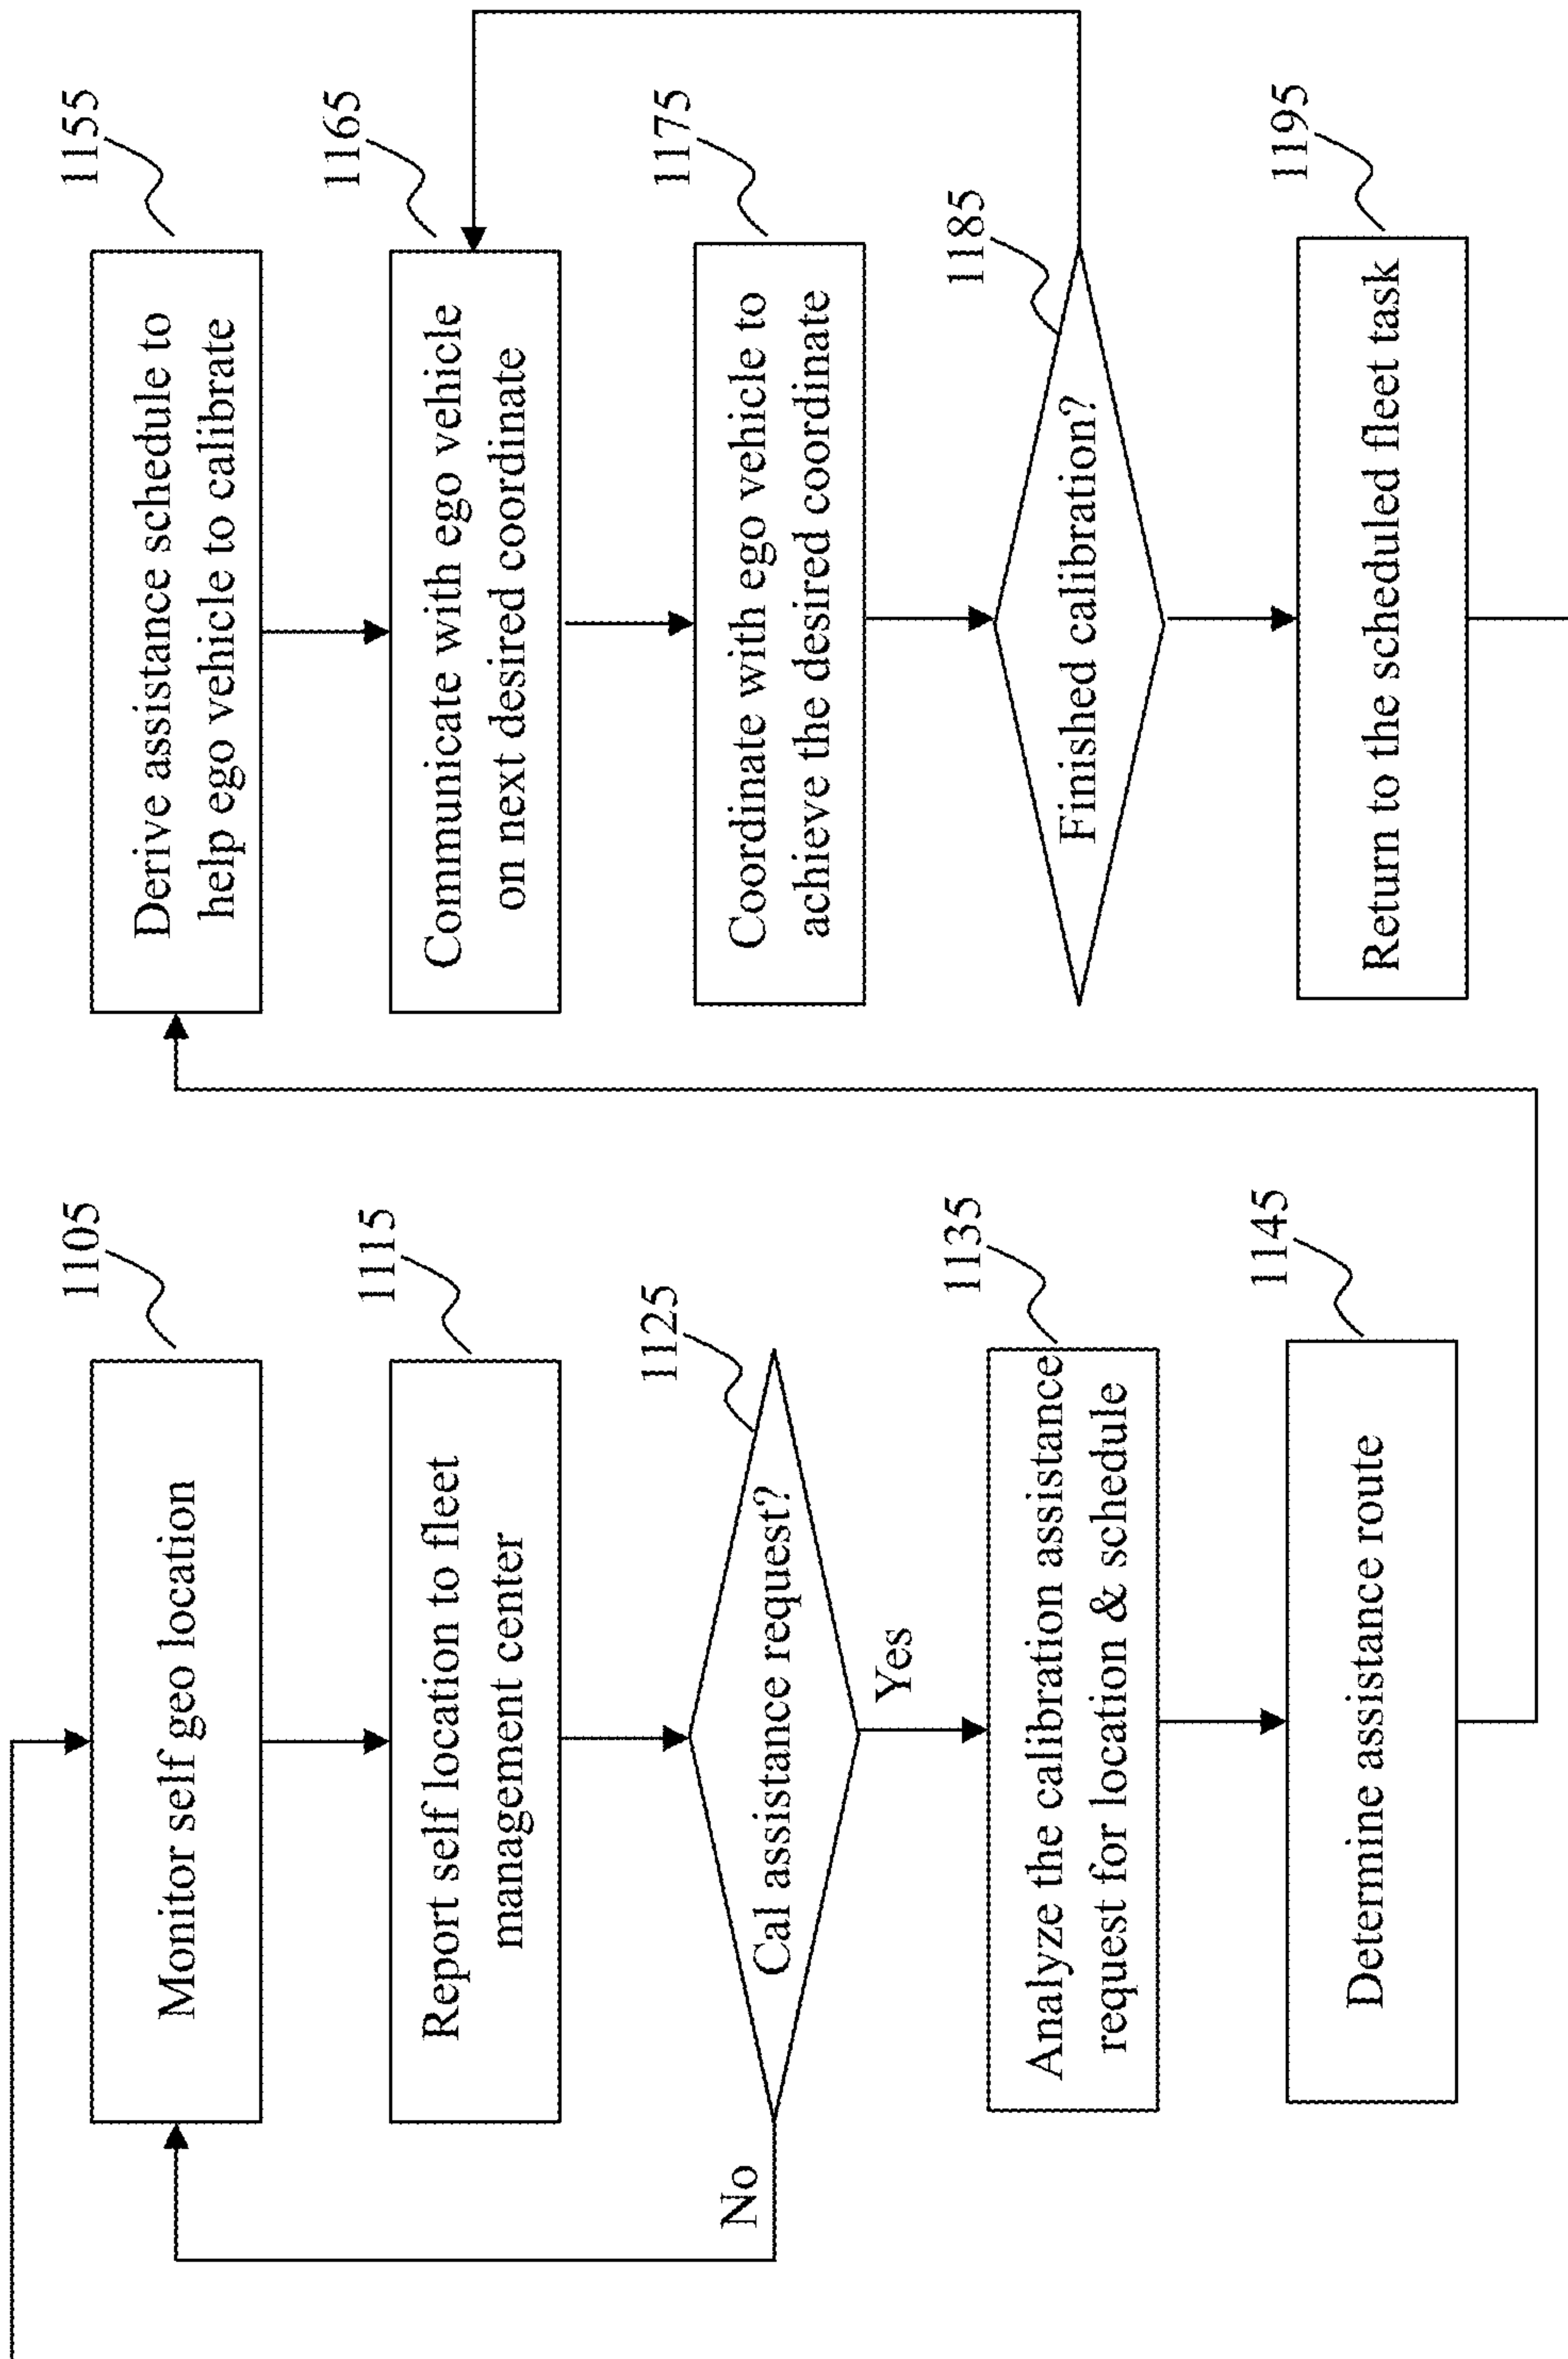 1105
Monitor self geo location
1115
Report self location to fleet
management center
1125
Cal assistance request?
No
Yes
1135
Analyze the calibration assistance
request for location & schedule
1145
Determine assistance route
1155
Derive assistance schedule to
help ego vehicle to calibrate
1165
Communicate with ego vehicle
on next desired coordinate
1175
Coordinate with ego vehicle to
achieve the desired coordinate
1185
Finished calibration?
1195
Return to the scheduled fleet task